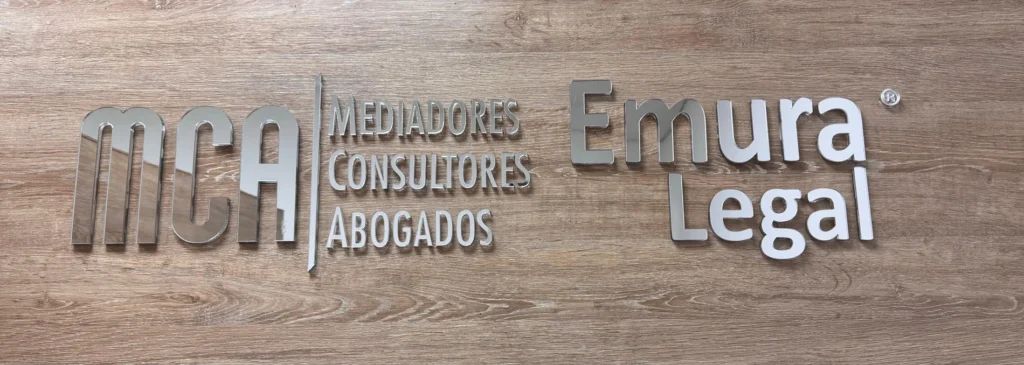 MCA
MEDIADORES
CONSULTORES
ABOGADOS
Emura ®
Legal